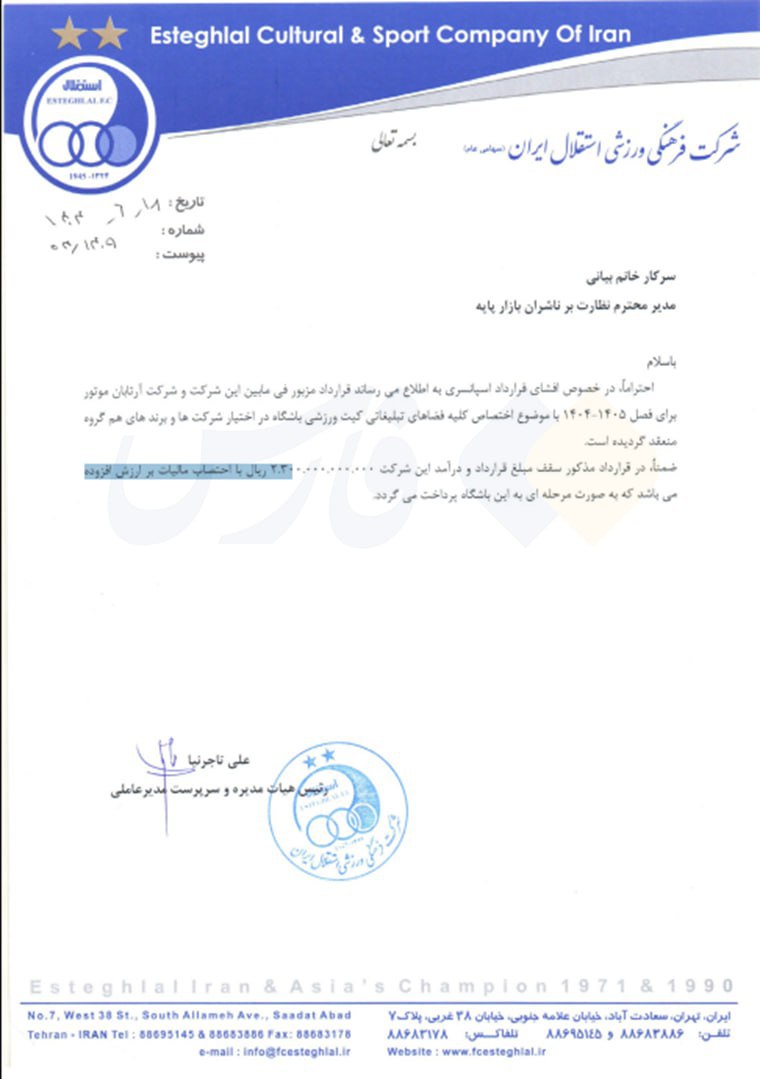 Esteghlal Cultural & Sport Company Of Iran
استقلال
ESTEGHLAL F.C
۱۹۴۵-۱۳۲۴
شرکت فرهنگی ورزشی استقلال ایران (سهامی عام)
بسمه تعالی
تاریخ :
شماره :
پیوست :
سرکار خانم بیانی
مدیر محترم نظارت بر ناشران بازار پایه
باسلام
احتراماً، در خصوص افشای قرارداد اسپانسری به اطلاع می رساند قرارداد مزبور فی مابین این شرکت و شرکت آرتابان موتور
برای فصل ۱۴۰۵-۱۴۰۴ با موضوع اختصاص کلیه فضاهای تبلیغاتی کیت ورزشی باشگاه در اختیار شرکت ها و برند های هم گروه
منعقد گردیده است.
ضمناً، در قرارداد مذکور سقف مبلغ قرارداد و درآمد این شرکت ۳.۳۰۰.۰۰۰.۰۰۰.۰۰۰ ریال با احتساب مالیات بر ارزش افزوده
می باشد که به صورت مرحله ای به این باشگاه پرداخت می گردد.
فارس
علی تاجرنیا
رئیس هیات مدیره و سرپرست مدیرعاملی
شرکت فرهنگی ورزشی استقلال ایران
Esteghlal Iran & Asia's Champion 1971 & 1990
No.7, West 38 St., South Allameh Ave., Saadat Abad
Tehran - IRAN Tel : 88695145 & 88683886 Fax: 88683178
e-mail : info@fcesteghlal.ir
ایران، تهران، سعادت آباد، خیابان علامه جنوبی، خیابان ۳۸ غربی، پلاک ۷
تلفن: ۸۸۶۸۳۸۸۶ و ۸۸۶۹۵۱۴۵ تلفاکس: ۸۸۶۸۳۱۷۸
Website : www.fcesteghlal.ir